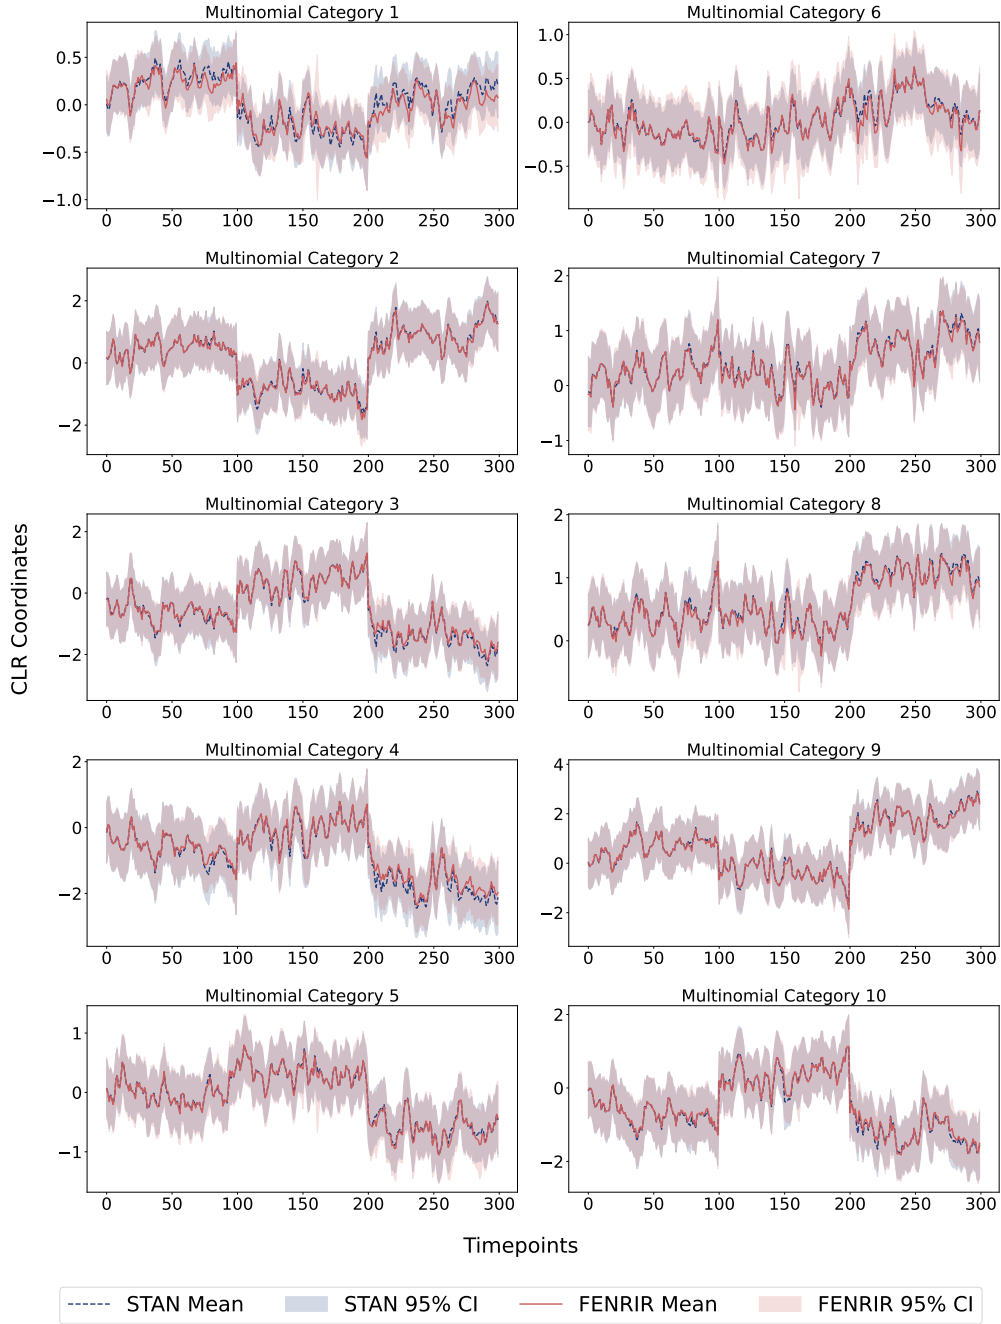 Multinomial Category 1
0.5
0.0
−0.5
−1.0
0 50 100 150 200 250 300
Multinomial Category 6
1.0
0.5
0.0
−0.5
0 50 100 150 200 250 300
Multinomial Category 2
2
0
−2
0 50 100 150 200 250 300
Multinomial Category 7
2
1
0
−1
0 50 100 150 200 250 300
Multinomial Category 3
2
0
−2
0 50 100 150 200 250 300
Multinomial Category 8
2
1
0
0 50 100 150 200 250 300
Multinomial Category 4
2
0
−2
0 50 100 150 200 250 300
Multinomial Category 9
4
2
0
−2
0 50 100 150 200 250 300
Multinomial Category 5
1
0
−1
0 50 100 150 200 250 300
Multinomial Category 10
2
0
−2
0 50 100 150 200 250 300
CLR Coordinates
Timepoints
STAN Mean STAN 95% CI FENRIR Mean FENRIR 95% CI